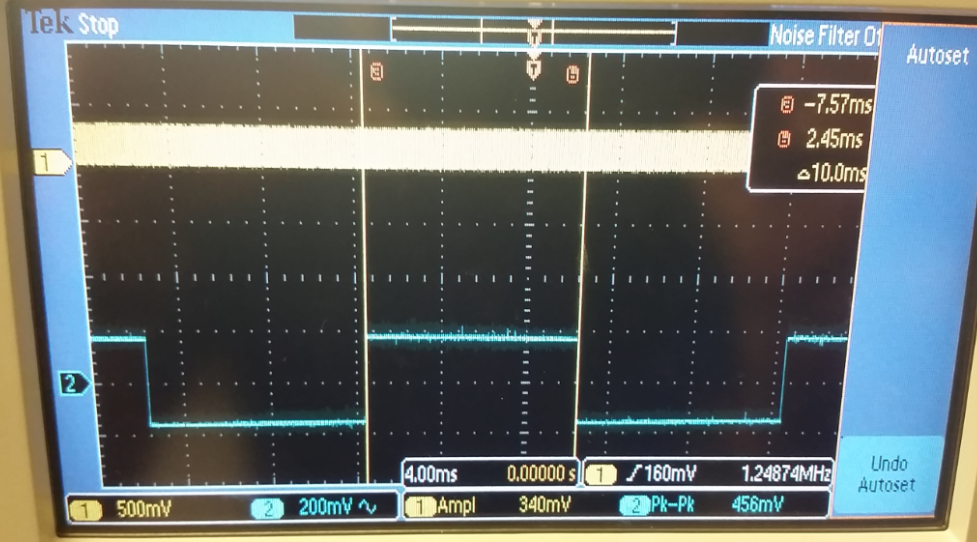 Tek Stop
Noise Filter Of
Autoset
a
b
T
a -7.57ms
b 2.45ms
△10.0ms
1
2
4.00ms 0.00000 s
1 160mV 1.24874MHz
Undo
Autoset
1 500mV
2 200mV
1 Ampl 340mV
2 Pk-Pk 456mV